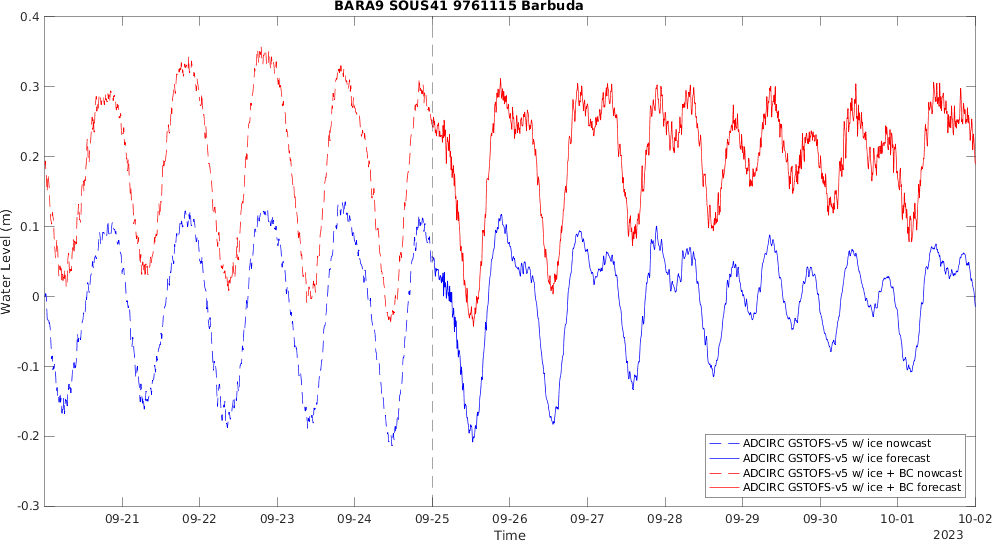 BARA9 SOUS41 9761115 Barbuda
0.4
0.3
0.2
0.1
0
-0.1
-0.2
-0.3
Water Level (m)
ADCIRC GSTOFS-v5 w/ ice nowcast
ADCIRC GSTOFS-v5 w/ ice forecast
ADCIRC GSTOFS-v5 w/ ice + BC nowcast
ADCIRC GSTOFS-v5 w/ ice + BC forecast
09-21 09-22 09-23 09-24 09-25 09-26 09-27 09-28 09-29 09-30 10-01 10-02
Time
2023